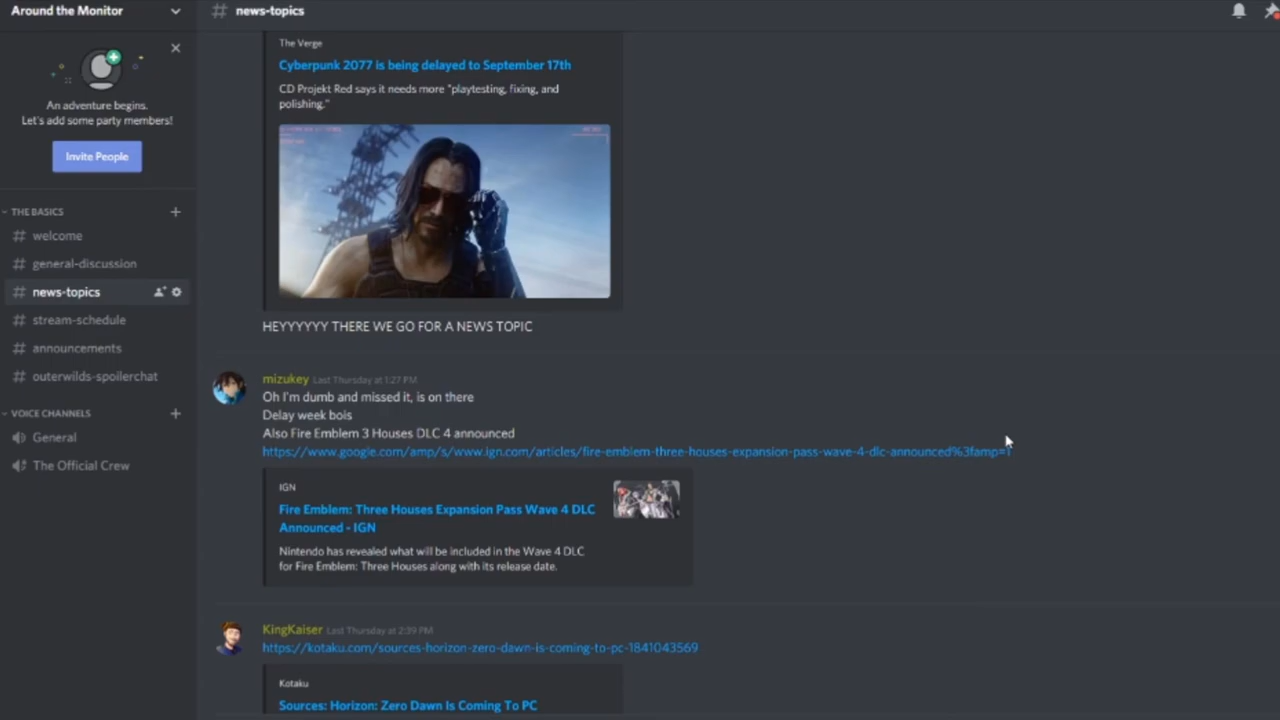 Around the Monitor
# news-topics
An adventure begins.
Let's add some party members!
Invite People
THE BASICS
# welcome
# general-discussion
# news-topics
# stream-schedule
# announcements
# outerwilds-spoilerchat
VOICE CHANNELS
General
The Official Crew
The Verge
Cyberpunk 2077 is being delayed to September 17th
CD Projekt Red says it needs more "playtesting, fixing, and
polishing."
HEYYYYYY THERE WE GO FOR A NEWS TOPIC
mizukey Last Thursday at 1:27 PM
Oh I'm dumb and missed it, is on there
Delay week bois
Also Fire Emblem 3 Houses DLC 4 announced
https://www.google.com/amp/s/www.ign.com/articles/fire-emblem-three-houses-expansion-pass-wave-4-dlc-announced%3famp=1
IGN
Fire Emblem: Three Houses Expansion Pass Wave 4 DLC
Announced - IGN
Nintendo has revealed what will be included in the Wave 4 DLC
for Fire Emblem: Three Houses along with its release date.
KingKaiser Last Thursday at 2:39 PM
https://kotaku.com/sources-horizon-zero-dawn-is-coming-to-pc-1841043569
Kotaku
Sources: Horizon: Zero Dawn Is Coming To PC